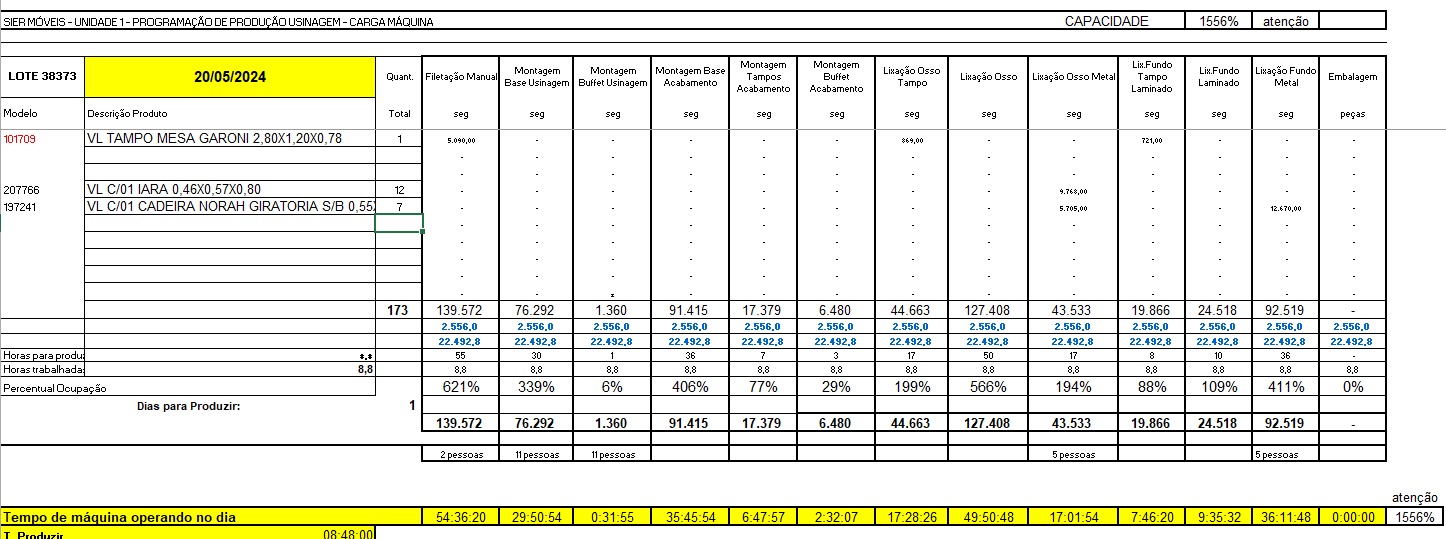 SIER MÓVEIS - UNIDADE 1 - PROGRAMAÇÃO DE PRODUÇÃO USINAGEM - CARGA MÁQUINA CAPACIDADE 1556% atenção
LOTE 38373 20/05/2024 Quant. Filetação Manual Montagem Base Usinagem Montagem Buffet Usinagem Montagem Base Acabamento Montagem Tampos Acabamento Montagem Buffet Acabamento Lixação Osso Tampo Lixação Osso Lixação Osso Metal Lix.Fundo Tampo Laminado Lix.Fundo Laminado Lixação Fundo Metal Embalagem
Modelo Descrição Produto Total seg seg seg seg seg seg seg seg seg seg seg seg peças
101709 VL TAMPO MESA GARONI 2,80X1,20X0,78 1 5.090,00 - - - - - 869,00 - - 721,00 - - -
- - - - - - - - - - - - -
- - - - - - - - - - - - -
207766 VL C/01 IARA 0,46X0,57X0,80 12 - - - - - - - - 9.768,00 - - - -
197241 VL C/01 CADEIRA NORAH GIRATORIA S/B 0,55 7 - - - - - - - - 5.705,00 - - 12.670,00 -
- - - - - - - - - - - - -
- - - - - - - - - - - - -
- - - - - - - - - - - - -
- - - - - - - - - - - - -
- - - - - - - - - - -
173 139.572 76.292 1.360 91.415 17.379 6.480 44.663 127.408 43.533 19.866 24.518 92.519 -
2.556,0 2.556,0 2.556,0 2.556,0 2.556,0 2.556,0 2.556,0 2.556,0 2.556,0 2.556,0 2.556,0 2.556,0 2.556,0
22.492,8 22.492,8 22.492,8 22.492,8 22.492,8 22.492,8 22.492,8 22.492,8 22.492,8 22.492,8 22.492,8 22.492,8 22.492,8
Horas para produz *.* 55 30 1 36 7 3 17 50 17 8 10 36 -
Horas trabalhadas 8,8 8,8 8,8 8,8 8,8 8,8 8,8 8,8 8,8 8,8 8,8 8,8 8,8 8,8
Percentual Ocupação 621% 339% 6% 406% 77% 29% 199% 566% 194% 88% 109% 411% 0%
Dias para Produzir: 1
139.572 76.292 1.360 91.415 17.379 6.480 44.663 127.408 43.533 19.866 24.518 92.519 -
2 pessoas 11 pessoas 11 pessoas 5 pessoas 5 pessoas
atenção
Tempo de máquina operando no dia 54:36:20 29:50:54 0:31:55 35:45:54 6:47:57 2:32:07 17:28:26 49:50:48 17:01:54 7:46:20 9:35:32 36:11:48 0:00:00 1556%
T. Produzir 08:48:00